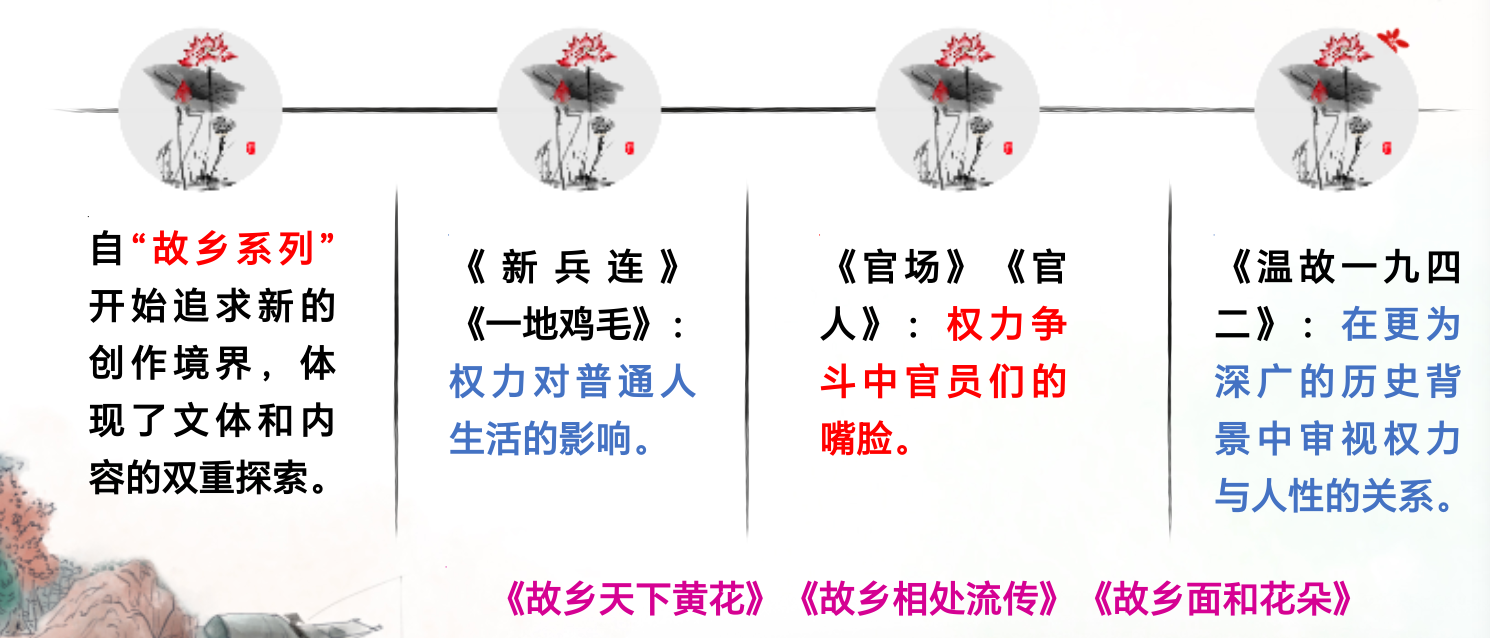 自“故乡系列”
开始追求新的
创作境界，体
现了文体和内
容的双重探索。
《新兵连》
《一地鸡毛》：
权力对普通人
生活的影响。
《官场》《官
人》：权力争
斗中官员们的
嘴脸。
《温故一九四
二》：在更为
深广的历史背
景中审视权力
与人性的关系。
《故乡天下黄花》《故乡相处流传》《故乡面和花朵》